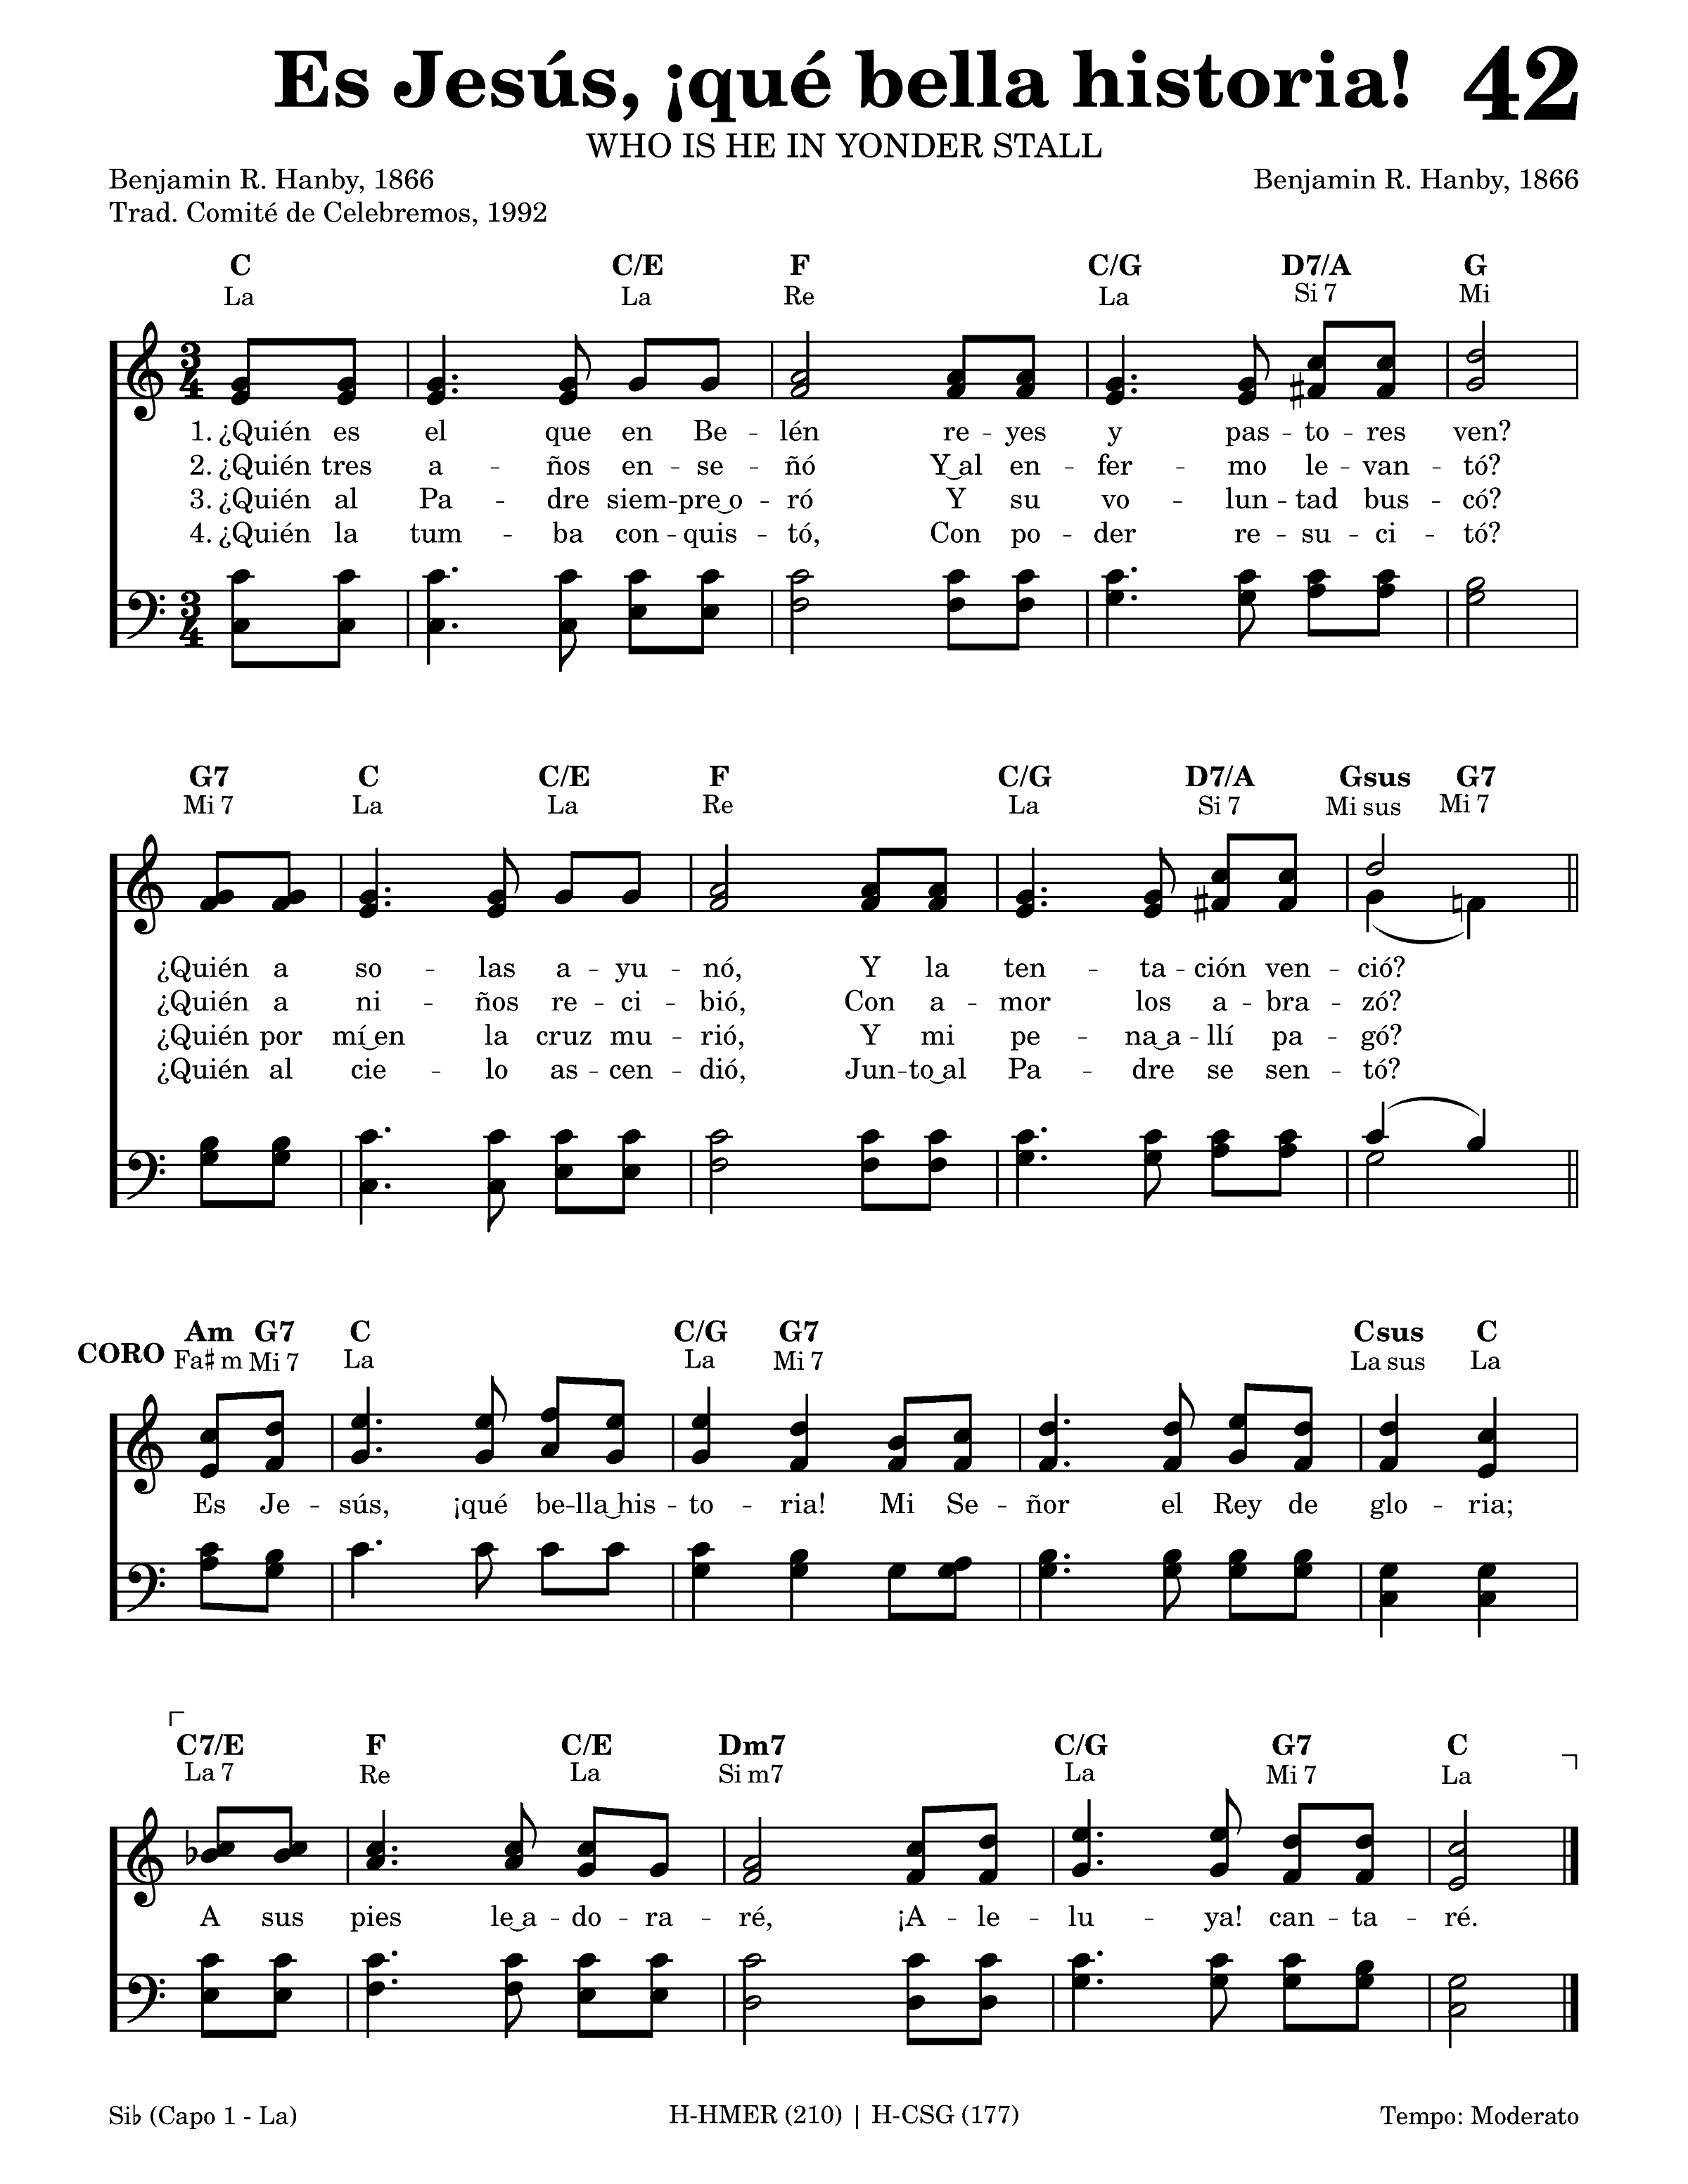 Es Jesús, ¡qué bella historia! 42
WHO IS HE IN YONDER STALL
Benjamin R. Hanby, 1866 Benjamin R. Hanby, 1866
Trad. Comité de Celebremos, 1992
C C/E F C/G D7/A G
La La Re La Si 7 Mi
3 4
1. ¿Quién es el que en Be - lén re - yes y pas - to - res ven?
2. ¿Quién tres a - ños en - se - ñó Y‿al en - fer - mo le - van - tó?
3. ¿Quién al Pa - dre siem - pre‿o - ró Y su vo - lun - tad bus - có?
4. ¿Quién la tum - ba con - quis - tó, Con po - der re - su - ci - tó?
3 4
G7 C C/E F C/G D7/A Gsus G7
Mi 7 La La Re La Si 7 Mi sus Mi 7
¿Quién a so - las a - yu - nó, Y la ten - ta - ción ven - ció?
¿Quién a ni - ños re - ci - bió, Con a - mor los a - bra - zó?
¿Quién por mí‿en la cruz mu - rió, Y mi pe - na‿a - llí pa - gó?
¿Quién al cie - lo as - cen - dió, Jun - to‿al Pa - dre se sen - tó?
Am G7 C C/G G7 Csus C
CORO Fa♯ m Mi 7 La La Mi 7 La sus La
Es Je - sús, ¡qué be - lla‿his - to - ria! Mi Se - ñor el Rey de glo - ria;
C7/E F C/E Dm7 C/G G7 C
La 7 Re La Si m7 La Mi 7 La
A sus pies le‿a - do - ra - ré, ¡A - le - lu - ya! can - ta - ré.
Si♭ (Capo 1 - La) H-HMER (210) | H-CSG (177) Tempo: Moderato